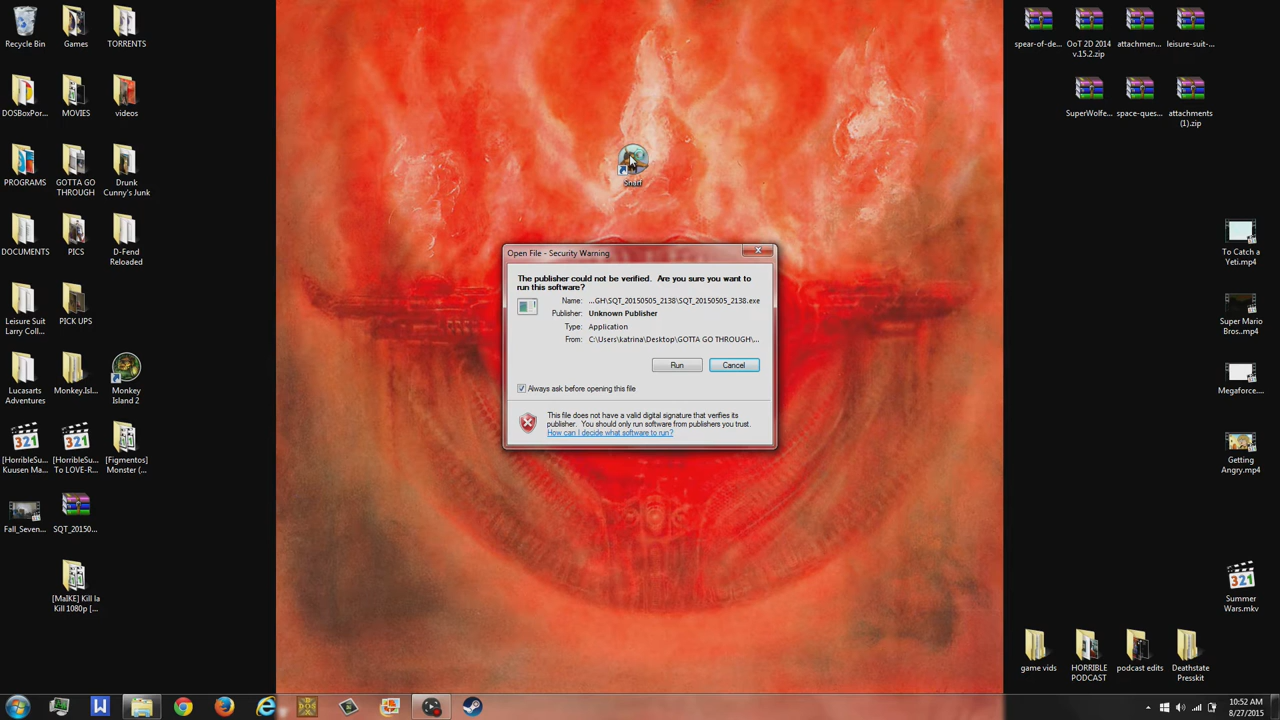 Recycle Bin
Games
TORRENTS
DOSBoxPor...
MOVIES
videos
PROGRAMS
GOTTA GO
THROUGH
Drunk
Cunny's Junk
DOCUMENTS
PICS
D-Fend
Reloaded
Leisure Suit
Larry Coll...
PICK UPS
Lucasarts
Adventures
Monkey.Isl...
Monkey
Island 2
[HorribleSu...
Kuusen Ma...
[HorribleSu...
To LOVE-R...
[Figmentos]
Monster (...
Fall_Seven...
SQT_20150...
[MaIKE] Kill la
Kill 1080p [...
Snarf
Open File - Security Warning
The publisher could not be verified. Are you sure you want to
run this software?
Name: ...GH\SQT_20150505_2138\SQT_20150505_2138.exe
Publisher: Unknown Publisher
Type: Application
From: C:\Users\katrina\Desktop\GOTTA GO THROUGH\...
Run
Cancel
Always ask before opening this file
This file does not have a valid digital signature that verifies its
publisher. You should only run software from publishers you trust.
How can I decide what software to run?
spear-of-de...
OoT 2D 2014
v.15.2.zip
attachmen...
leisure-suit-...
SuperWolfe...
space-ques...
attachments
(1).zip
To Catch a
Yeti.mp4
Super Mario
Bros..mp4
Megaforce....
Getting
Angry.mp4
321
Summer
Wars.mkv
game vids
HORRIBLE
PODCAST
podcast edits
Deathstate
Presskit
10:52 AM
8/27/2015